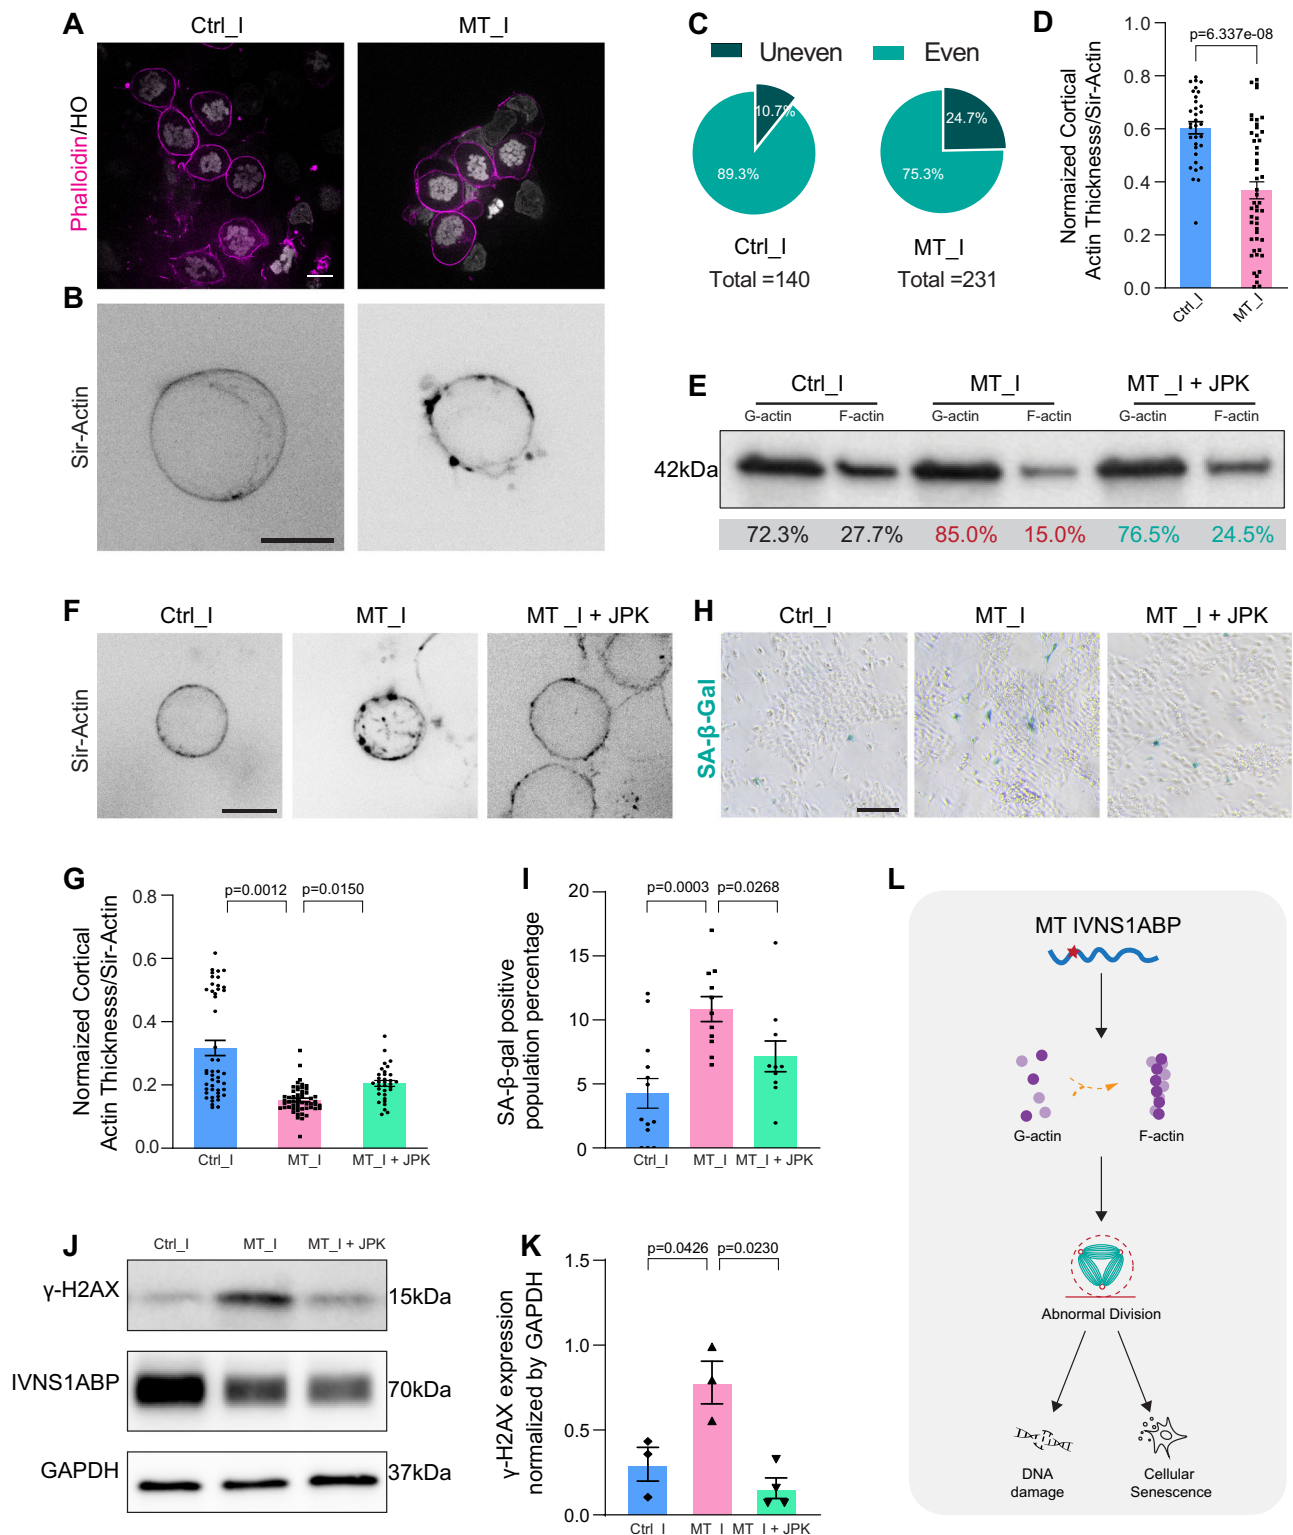 A
Ctrl_I
MT_I
Phalloidin/HO
B
Sir-Actin
C
Uneven
Even
10.7%
89.3%
24.7%
75.3%
Ctrl_I
Total =140
MT_I
Total =231
D
Normaized Cortical
Actin Thicknesss/Sir-Actin
p=6.337e-08
1.0
0.8
0.6
0.4
0.2
0.0
Ctrl_I
MT_I
E
Ctrl_I
MT_I
MT _I + JPK
G-actin
F-actin
G-actin
F-actin
G-actin
F-actin
42kDa
72.3%
27.7%
85.0%
15.0%
76.5%
24.5%
F
Ctrl_I
MT_I
MT _I + JPK
Sir-Actin
H
Ctrl_I
MT_I
MT _I + JPK
SA-β-Gal
G
Normaized Cortical
Actin Thicknesss/Sir-Actin
p=0.0012
p=0.0150
0.8
0.6
0.4
0.2
0.0
Ctrl_I
MT_I
MT_I + JPK
I
SA-β-gal positive
population percentage
p=0.0003
p=0.0268
20
15
10
5
0
Ctrl_I
MT_I
MT_I + JPK
J
Ctrl_I
MT_I
MT_I + JPK
γ-H2AX
15kDa
IVNS1ABP
70kDa
GAPDH
37kDa
K
γ-H2AX expression
normalized by GAPDH
p=0.0426
p=0.0230
1.5
1.0
0.5
0.0
Ctrl_I
MT_I
MT_I + JPK
L
MT IVNS1ABP
G-actin
F-actin
Abnormal Division
DNA
damage
Cellular
Senescence